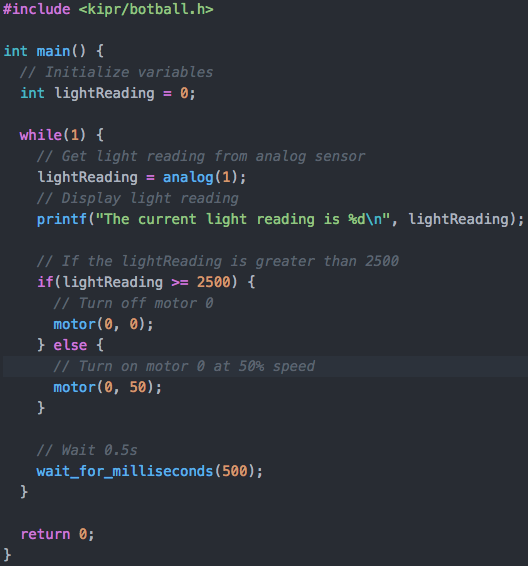 #include <kipr/botball.h>

int main() {
  // Initialize variables
  int lightReading = 0;

  while(1) {
    // Get light reading from analog sensor
    lightReading = analog(1);
    // Display light reading
    printf("The current light reading is %d\n", lightReading);

    // If the lightReading is greater than 2500
    if(lightReading >= 2500) {
      // Turn off motor 0
      motor(0, 0);
    } else {
      // Turn on motor 0 at 50% speed
      motor(0, 50);
    }

    // Wait 0.5s
    wait_for_milliseconds(500);
  }

  return 0;
}